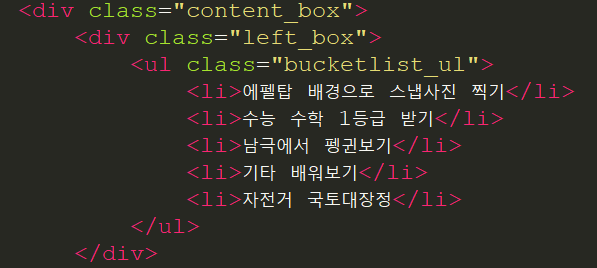 <div class="content_box">
<div class="left_box">
<ul class="bucketlist_ul">
<li>에펠탑 배경으로 스냅사진 찍기</li>
<li>수능 수학 1등급 받기</li>
<li>남극에서 펭귄보기</li>
<li>기타 배워보기</li>
<li>자전거 국토대장정</li>
</ul>
</div>